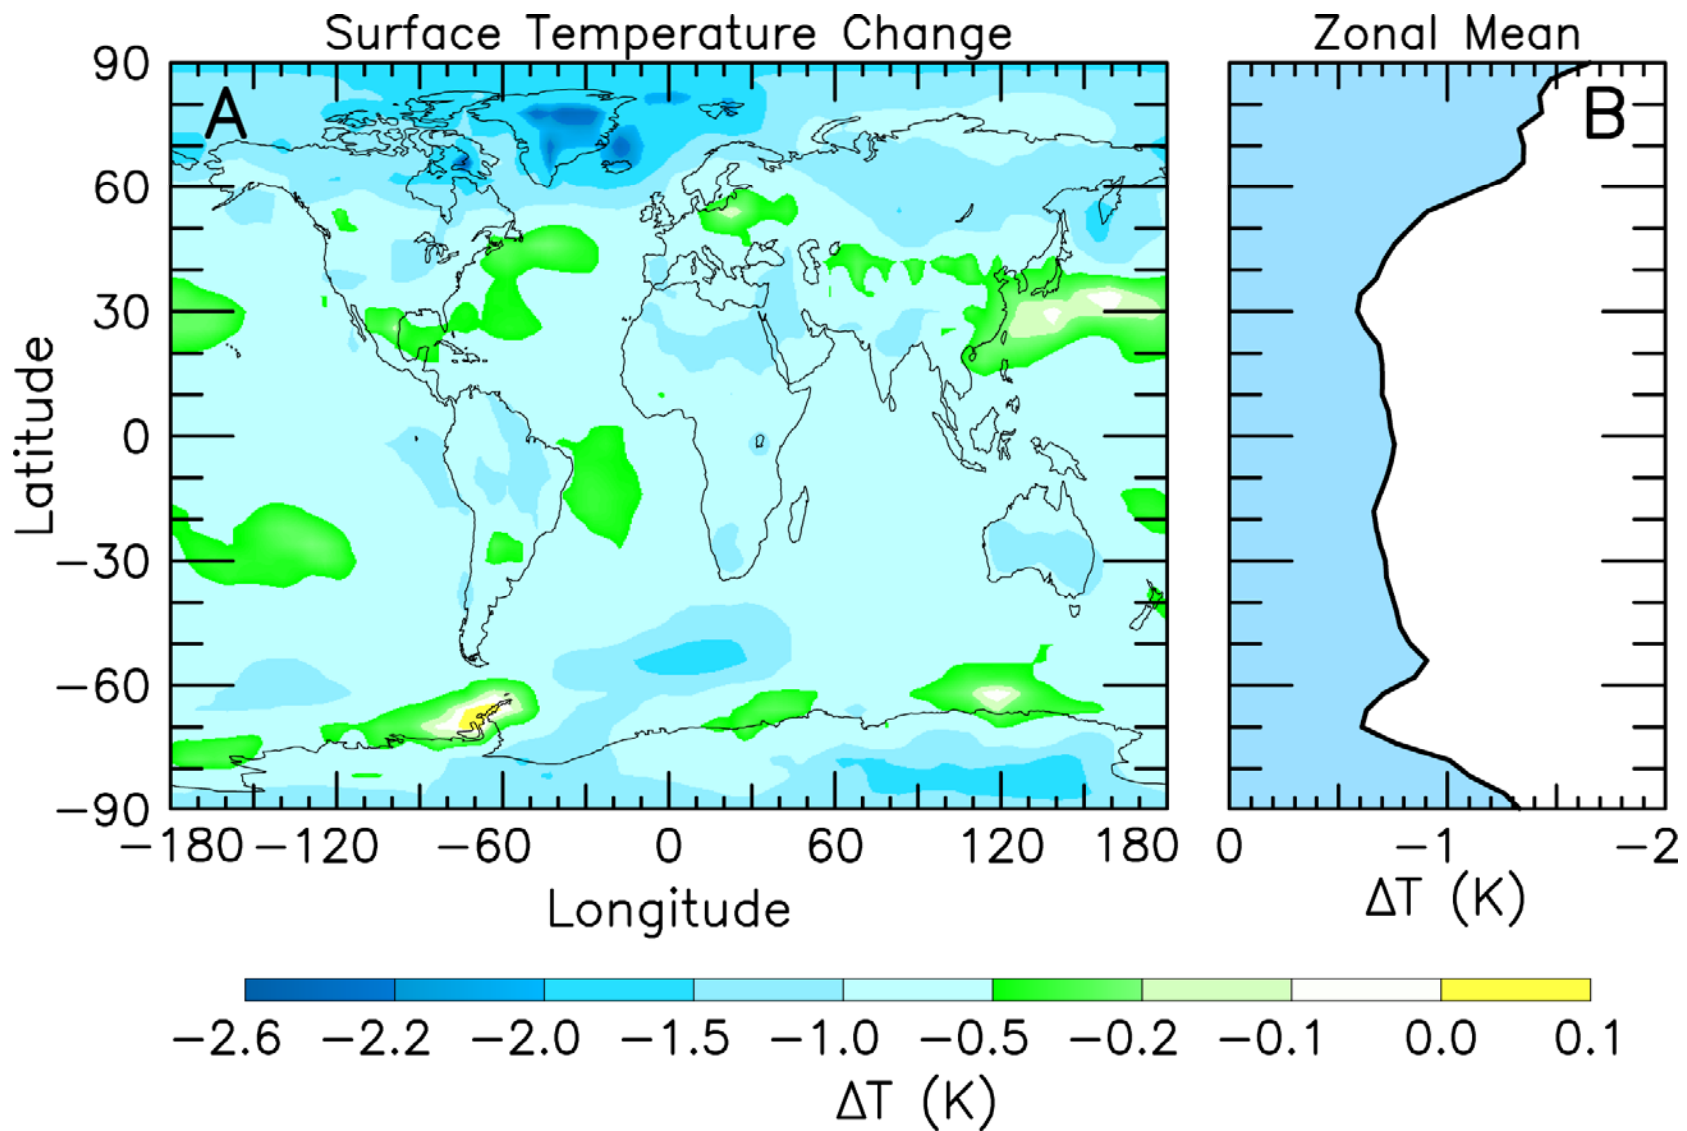 Surface Temperature Change
Zonal Mean
A
B
Latitude
90
60
30
0
−30
−60
−90
−180 −120 −60 0 60 120 180
Longitude
0 −1 −2
ΔT (K)
−2.6 −2.2 −2.0 −1.5 −1.0 −0.5 −0.2 −0.1 0.0 0.1
ΔT (K)